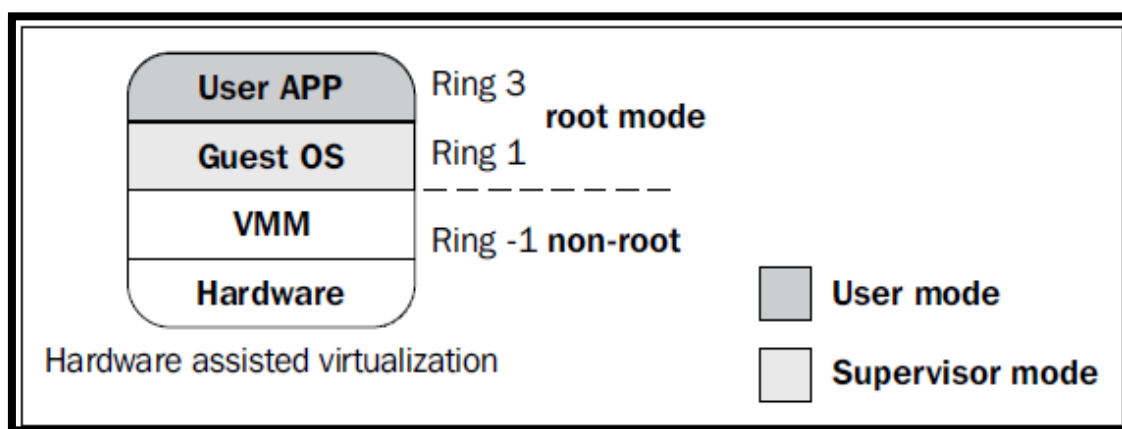 User APP
Ring 3
root mode
Guest OS
Ring 1
VMM
Ring -1 non-root
Hardware
User mode
Hardware assisted virtualization
Supervisor mode